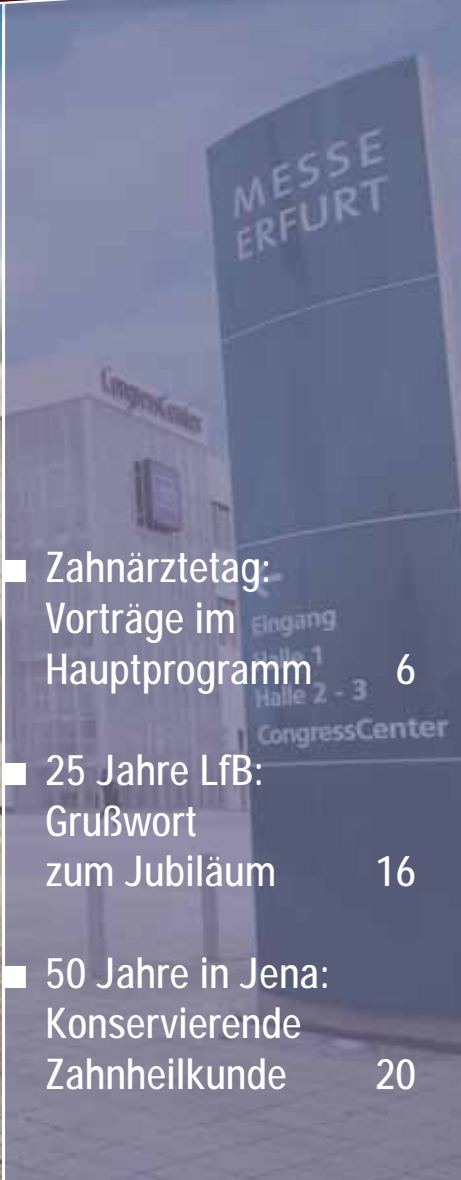 MESSE
ERFURT
CongressCenter
Eingang
Halle 1
Halle 2 - 3
CongressCenter
■ Zahnärztetag:
Vorträge im
Hauptprogramm 6
■ 25 Jahre LfB:
Grußwort
zum Jubiläum 16
■ 50 Jahre in Jena:
Konservierende
Zahnheilkunde 20